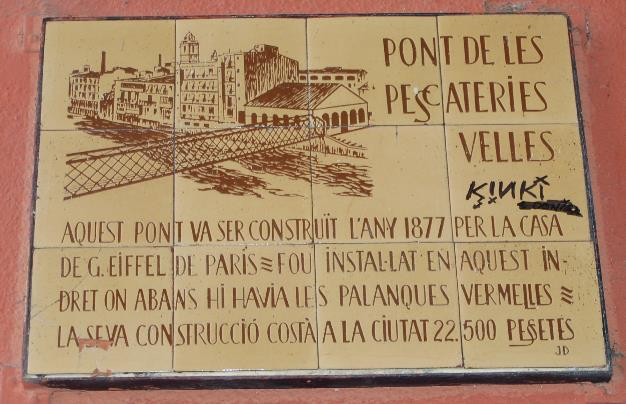 PONT DE LES
PESCATERIES
VELLES
KINKI
AQUEST PONT VA SER CONSTRUÏT L'ANY 1877 PER LA CASA
DE G. EIFFEL DE PARIS ≋ FOU INSTAL·LAT EN AQUEST IN-
DRET ON ABANS HI HAVIA LES PALANQUES VERMELLES ≋
LA SEVA CONSTRUCCIÓ COSTÀ A LA CIUTAT 22.500 PESSETES
JD